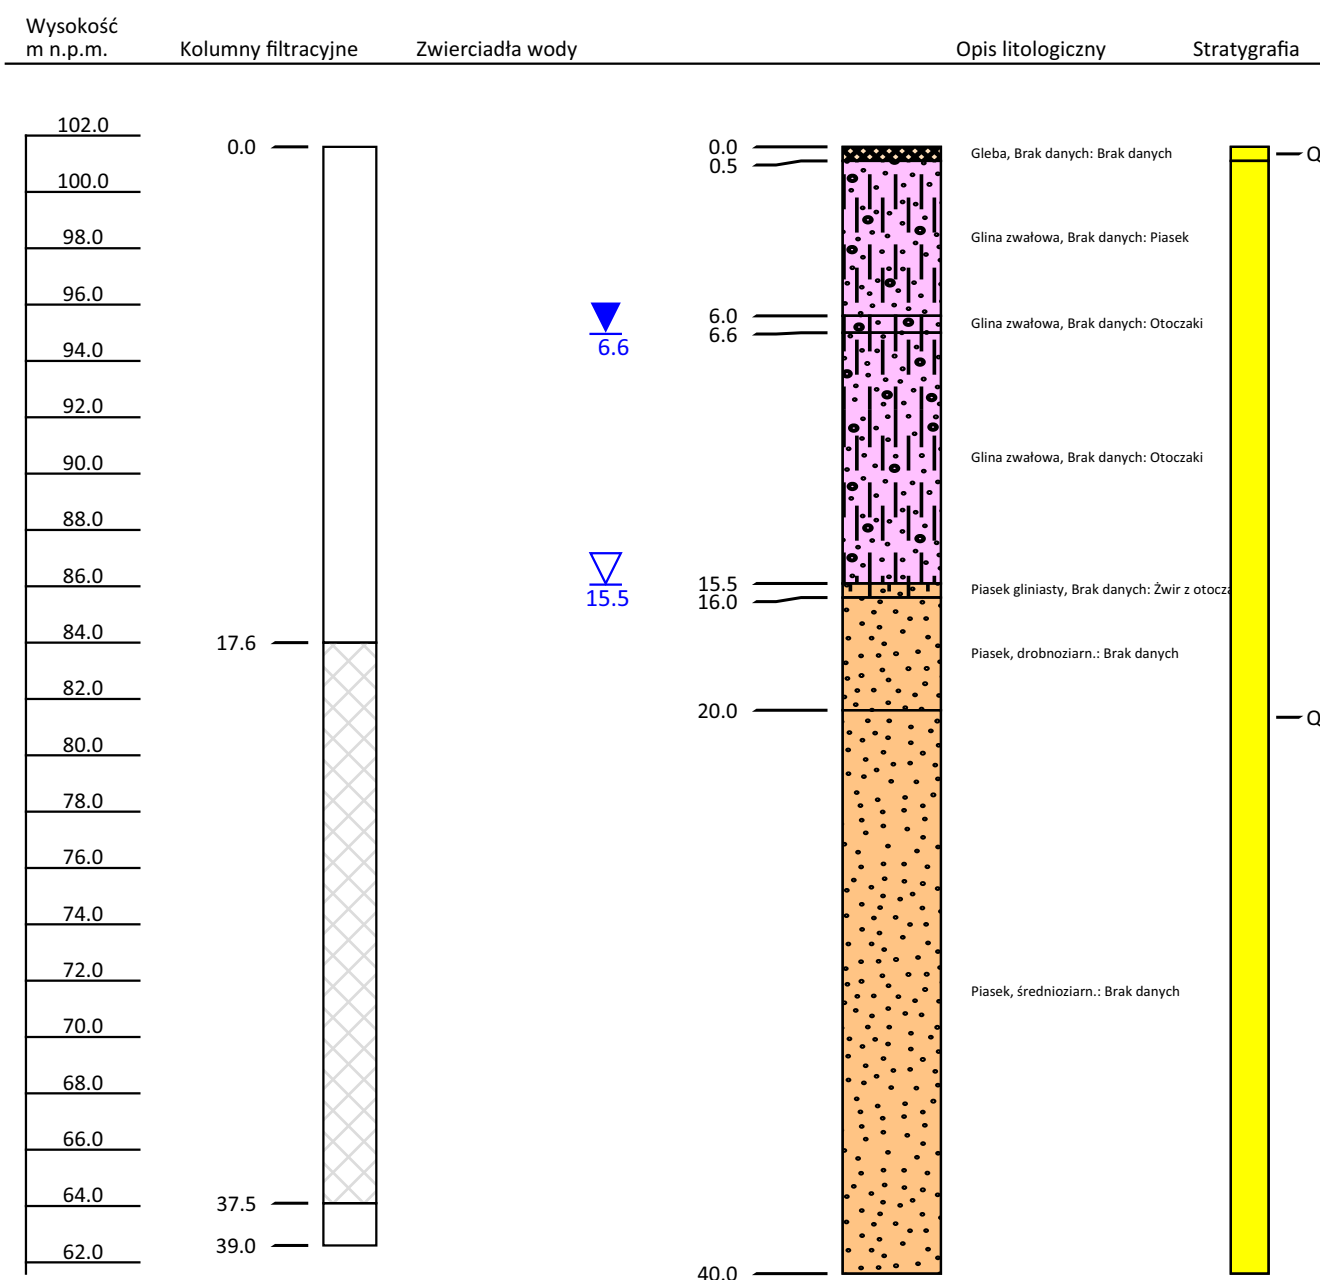 Wysokość
m n.p.m.
Kolumny filtracyjne
Zwierciadła wody
Opis litologiczny
Stratygrafia
102.0
100.0
98.0
96.0
94.0
92.0
90.0
88.0
86.0
84.0
82.0
80.0
78.0
76.0
74.0
72.0
70.0
68.0
66.0
64.0
62.0
0.0
17.6
37.5
39.0
6.6
15.5
0.0
0.5
6.0
6.6
15.5
16.0
20.0
40.0
Gleba, Brak danych: Brak danych
Glina zwałowa, Brak danych: Piasek
Glina zwałowa, Brak danych: Otoczaki
Glina zwałowa, Brak danych: Otoczaki
Piasek gliniasty, Brak danych: Żwir z otocza
Piasek, drobnoziarn.: Brak danych
Piasek, średnioziarn.: Brak danych
Q
Q